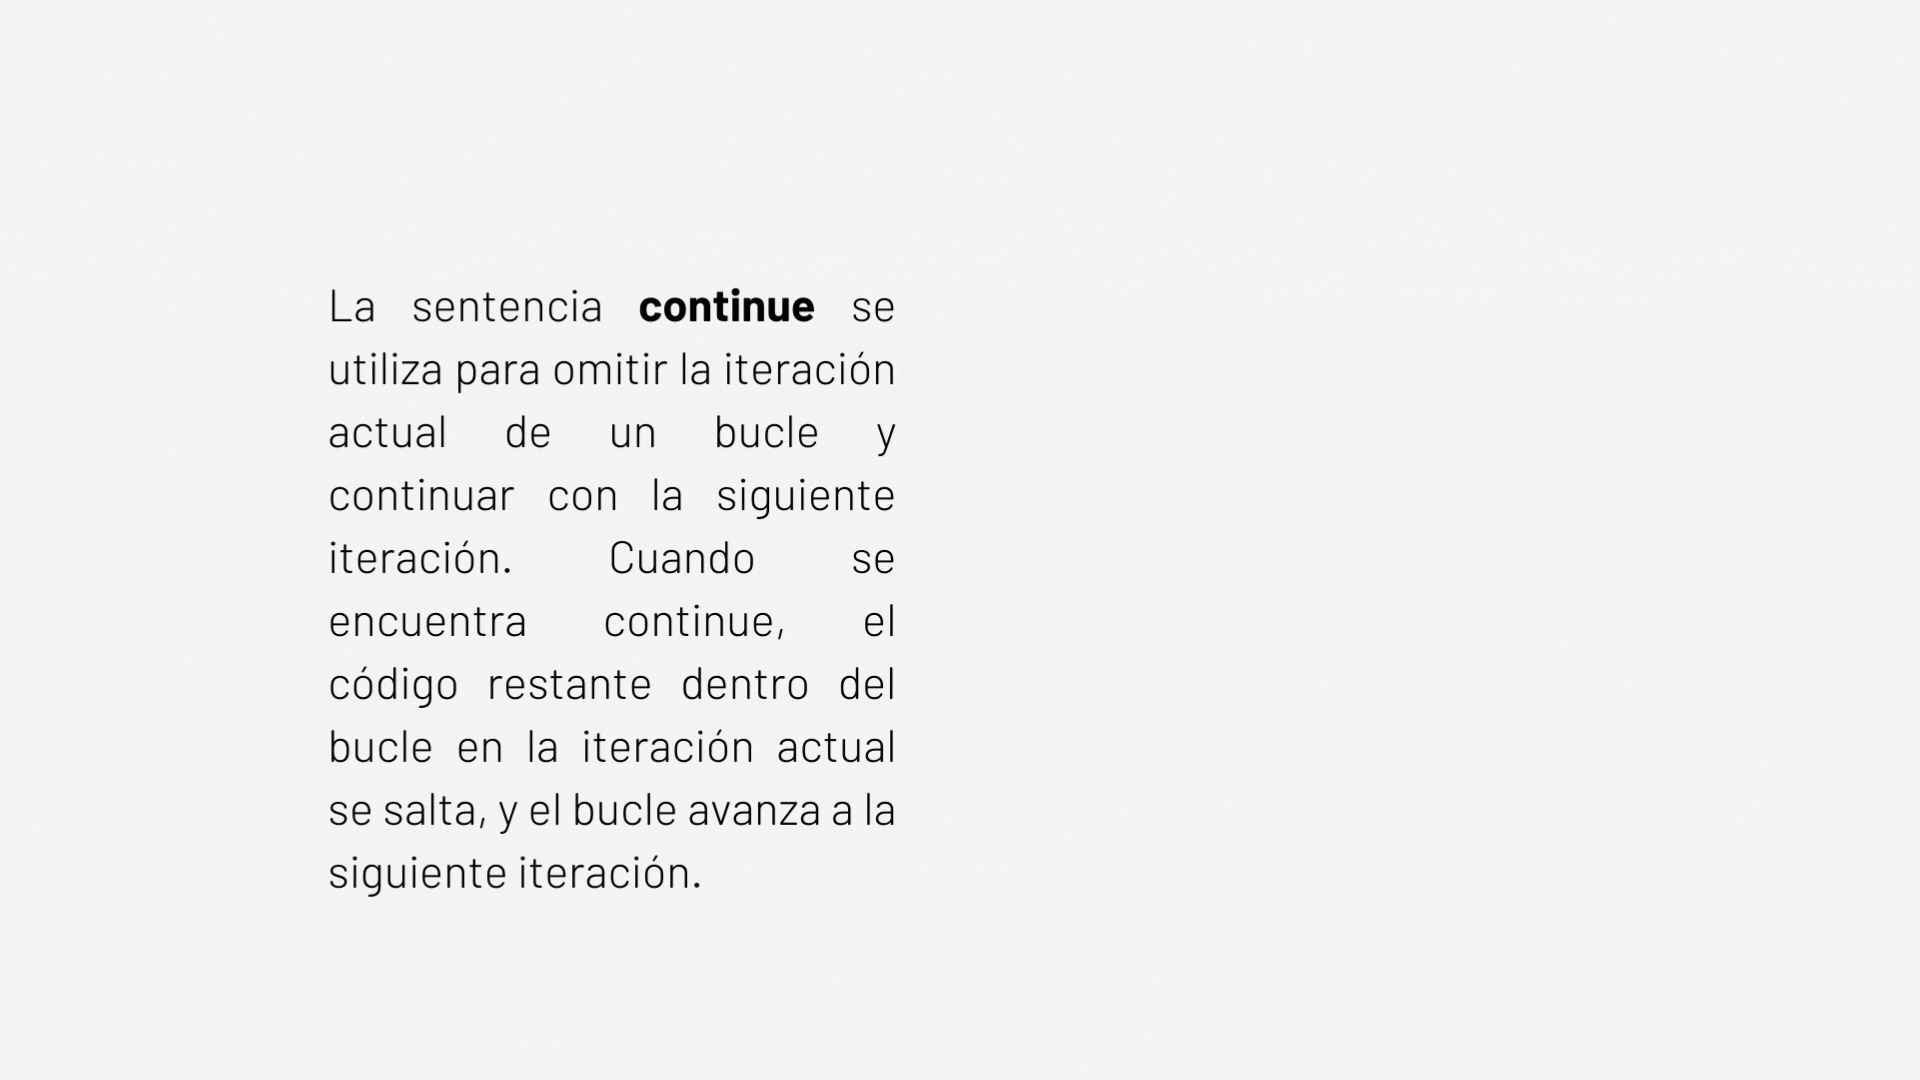 La sentencia continue se
utiliza para omitir la iteración
actual de un bucle y
continuar con la siguiente
iteración. Cuando se
encuentra continue, el
código restante dentro del
bucle en la iteración actual
se salta, y el bucle avanza a la
siguiente iteración.